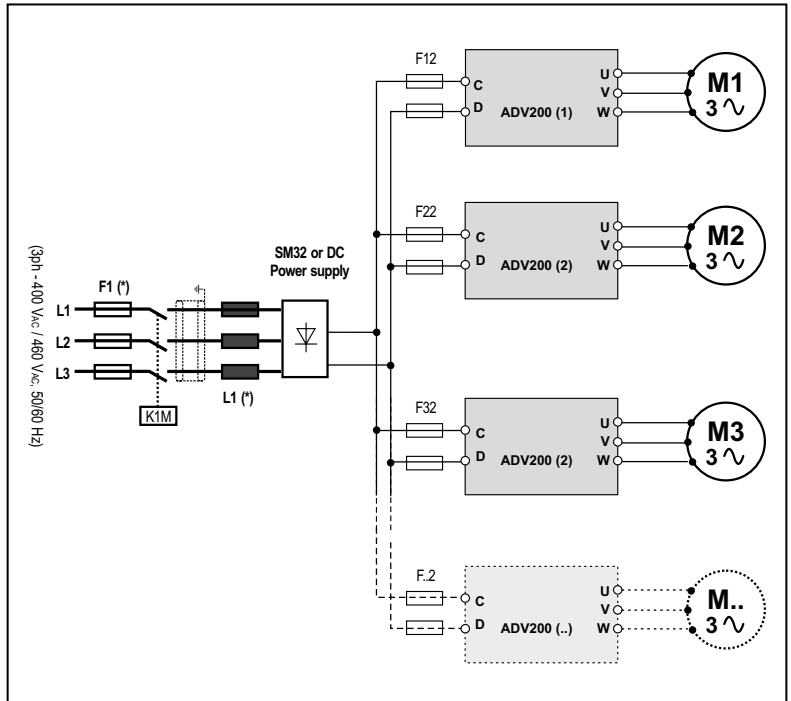 F12
C
D
ADV200 (1)
U
V
W
M1
3
F22
C
D
ADV200 (2)
U
V
W
M2
3
SM32 or DC
Power supply
(3ph - 400 VAC / 460 VAC, 50/60 Hz)
F1 (*)
L1
L2
L3
K1M
L1 (*)
F32
C
D
ADV200 (2)
U
V
W
M3
3
F..2
C
D
ADV200 (..)
U
V
W
M..
3